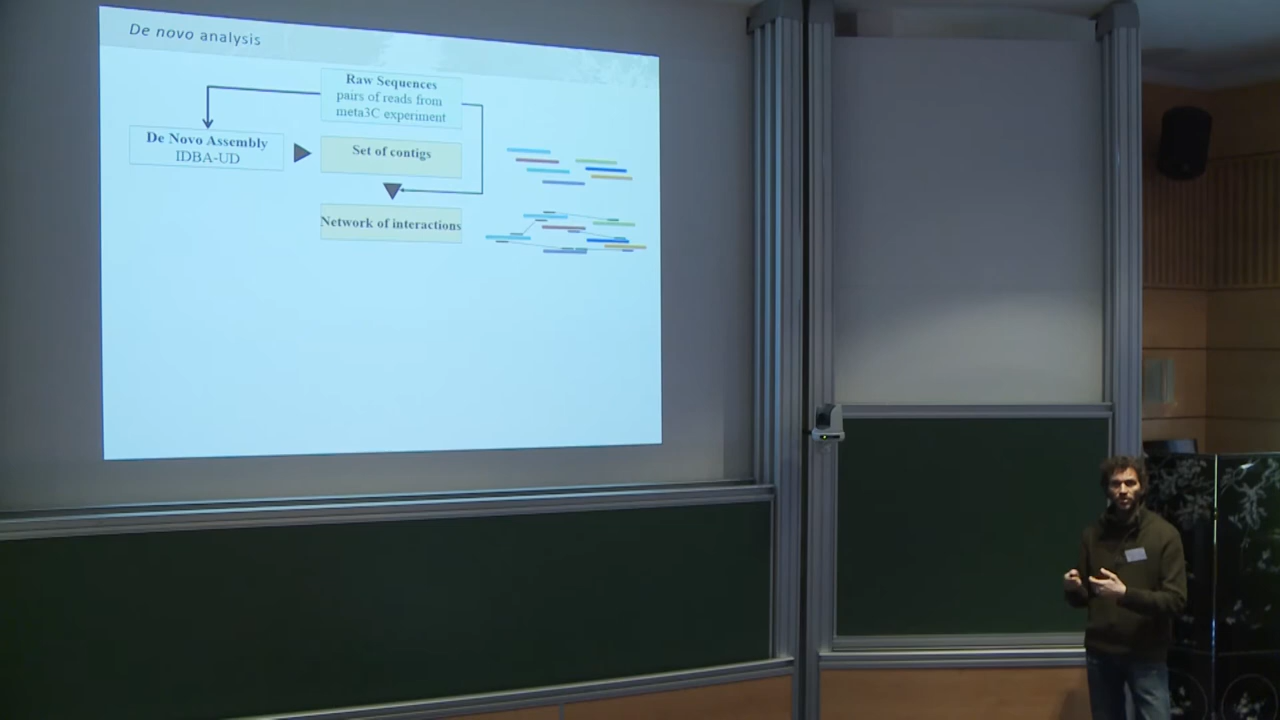 De novo analysis
Raw Sequences
pairs of reads from
meta3C experiment
De Novo Assembly
IDBA-UD
Set of contigs
Network of interactions